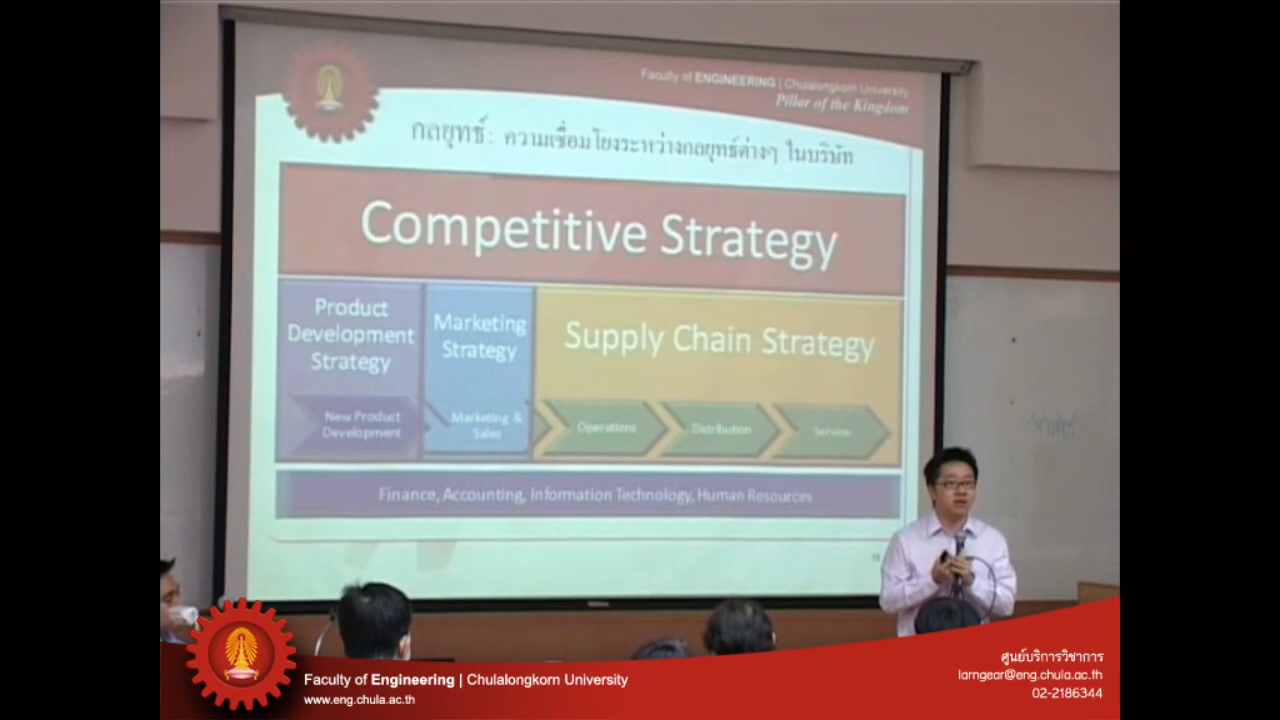 Faculty of ENGINEERING | Chulalongkorn University
Pillar of the Kingdom
กลยุทธ์: ความเชื่อมโยงระหว่างกลยุทธ์ต่างๆ ในบริษัท
Competitive Strategy
Product
Development
Strategy
Marketing
Strategy
Supply Chain Strategy
New Product
Development
Marketing &
Sales
Operations
Distribution
Service
Finance, Accounting, Information Technology, Human Resources
Faculty of Engineering | Chulalongkorn University
www.eng.chula.ac.th
ศูนย์บริการวิชาการ
larngear@eng.chula.ac.th
02-2186344